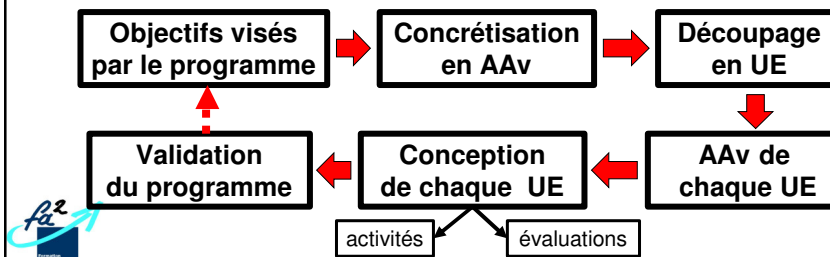 Objectifs visés
par le programme
Concrétisation
en AAv
Découpage
en UE
Validation
du programme
Conception
de chaque UE
AAv de
chaque UE
activités
évaluations
fa2
Formation